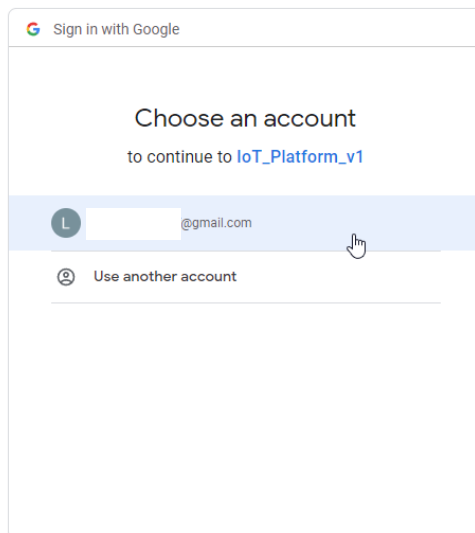 Sign in with Google
Choose an account
to continue to IoT_Platform_v1
L @gmail.com
Use another account